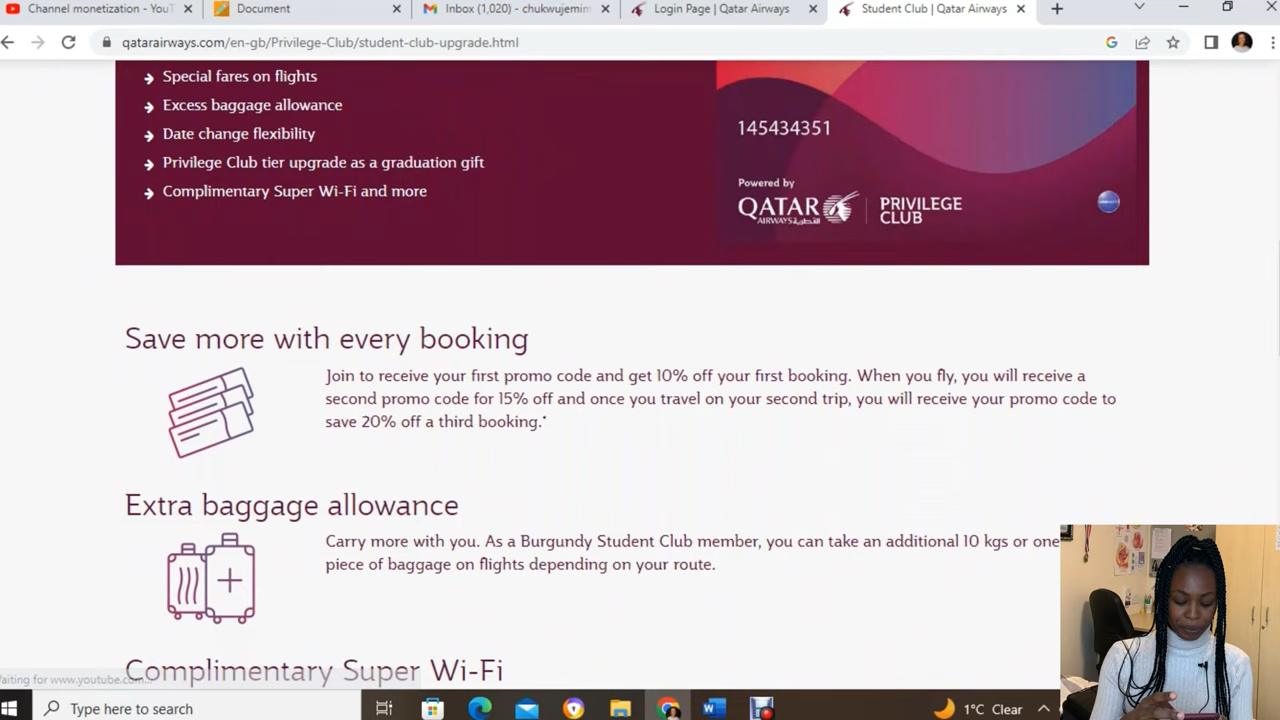 Channel monetization - YouT
Document
Inbox (1,020) - chukwujemim
Login Page | Qatar Airways
Student Club | Qatar Airways
qatarairways.com/en-gb/Privilege-Club/student-club-upgrade.html
Special fares on flights
Excess baggage allowance
Date change flexibility
Privilege Club tier upgrade as a graduation gift
Complimentary Super Wi-Fi and more
145434351
Powered by
QATAR
AIRWAYS القطرية
PRIVILEGE
CLUB
Save more with every booking
Join to receive your first promo code and get 10% off your first booking. When you fly, you will receive a
second promo code for 15% off and once you travel on your second trip, you will receive your promo code to
save 20% off a third booking.*
Extra baggage allowance
Carry more with you. As a Burgundy Student Club member, you can take an additional 10 kgs or one
piece of baggage on flights depending on your route.
Complimentary Super Wi-Fi
aiting for www.youtube.com...
Type here to search
1°C Clear